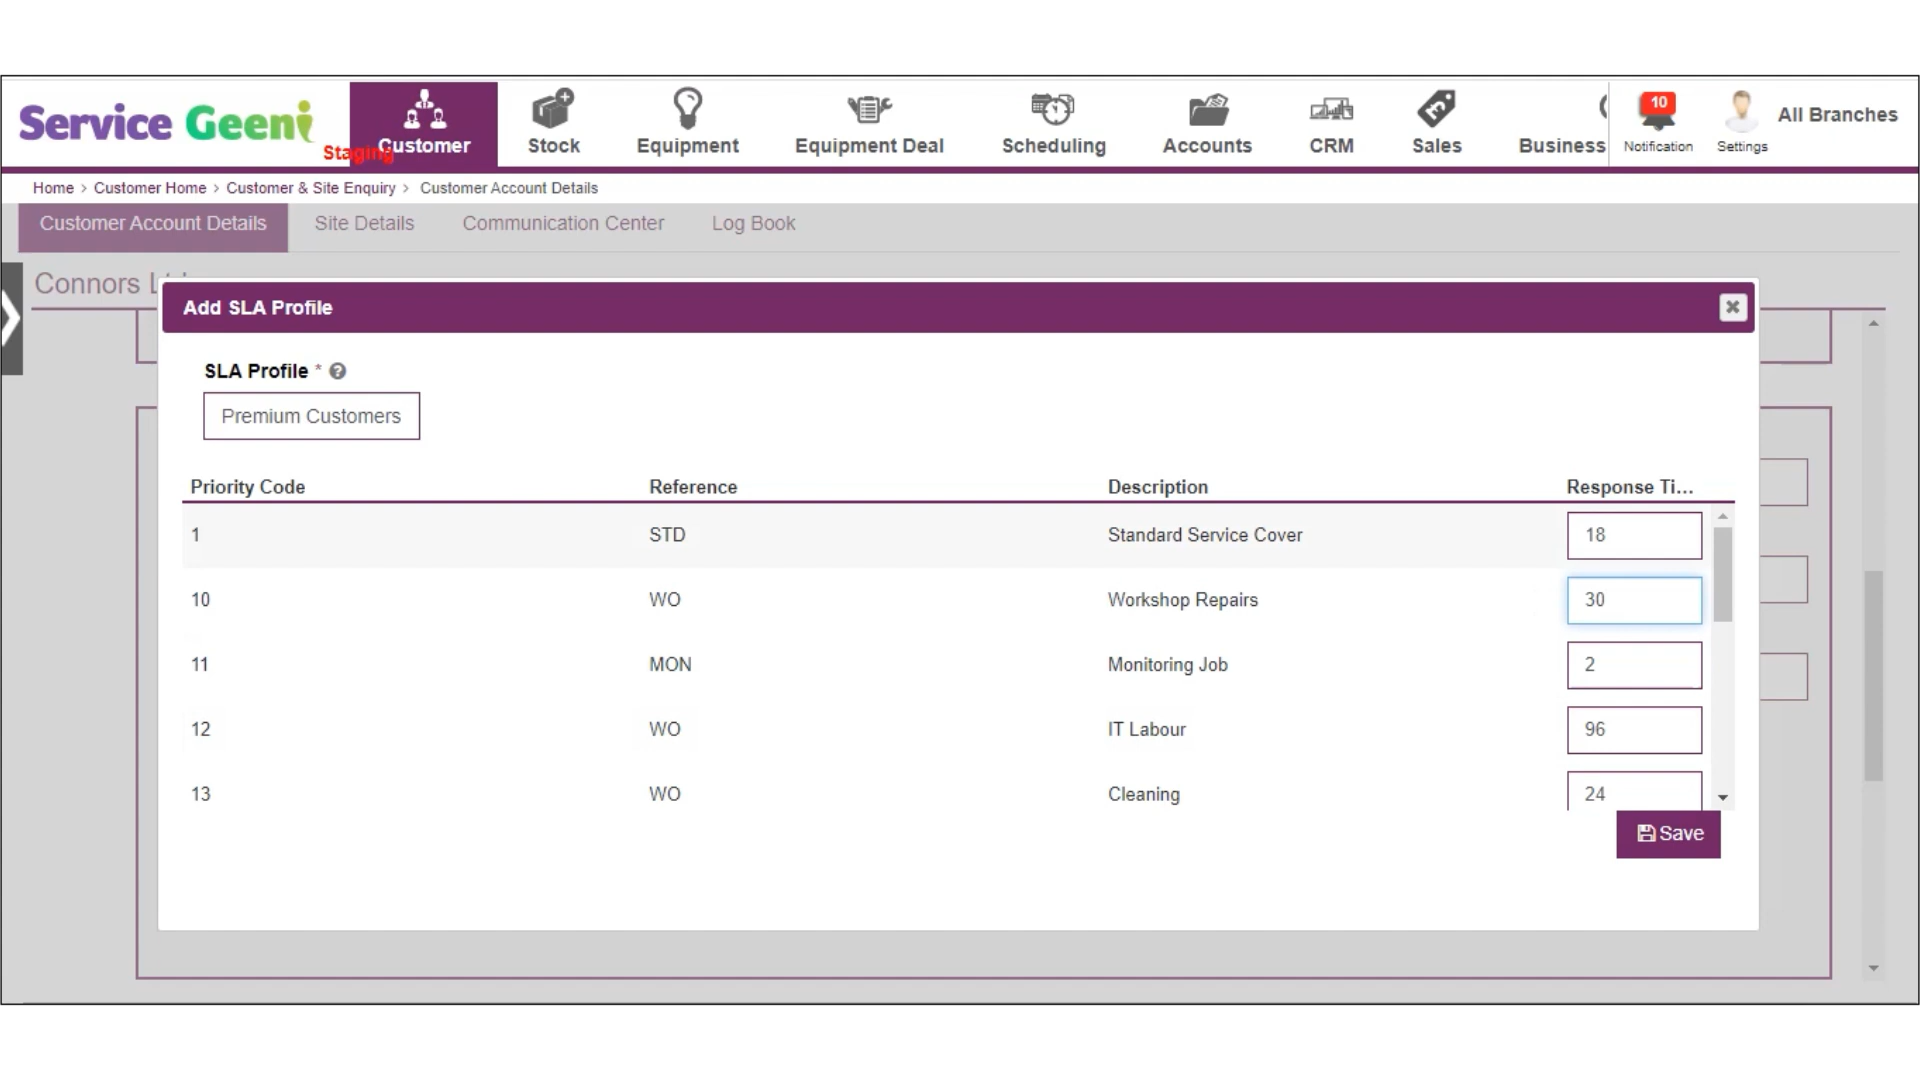 Service Geeni
Staging
Customer
Stock
Equipment
Equipment Deal
Scheduling
Accounts
CRM
Sales
Business
10
Notification
Settings
All Branches
Home > Customer Home > Customer & Site Enquiry > Customer Account Details
Customer Account Details
Site Details
Communication Center
Log Book
Connors
Add SLA Profile
SLA Profile * ?
Premium Customers
Priority Code Reference Description Response Ti...
1 STD Standard Service Cover 18
10 WO Workshop Repairs 30
11 MON Monitoring Job 2
12 WO IT Labour 96
13 WO Cleaning 24
Save